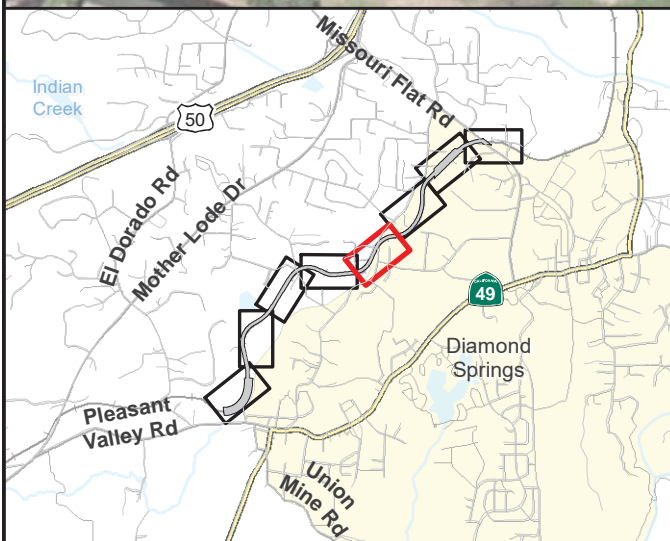 Missouri Flat Rd
Indian
Creek
50
El Dorado Rd
Mother Lode Dr
CALIFORNIA
49
Diamond
Springs
Pleasant
Valley Rd
Union
Mine Rd